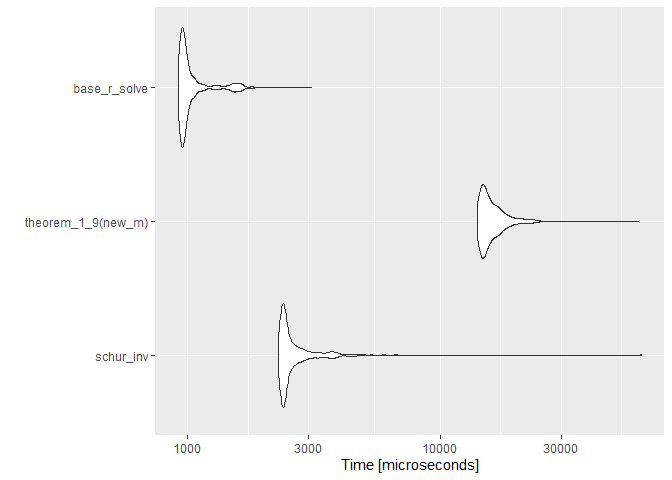 base_r_solve
theorem_1_9(new_m)
schur_inv
1000 3000 10000 30000
Time [microseconds]